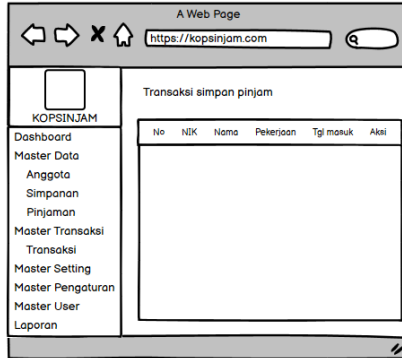 A Web Page
https://kopsinjam.com
KOPSINJAM
Dashboard
Master Data
Anggota
Simpanan
Pinjaman
Master Transaksi
Transaksi
Master Setting
Master Pengaturan
Master User
Laporan
Transaksi simpan pinjam
No NIK Nama Pekerjaan Tgl masuk Aksi